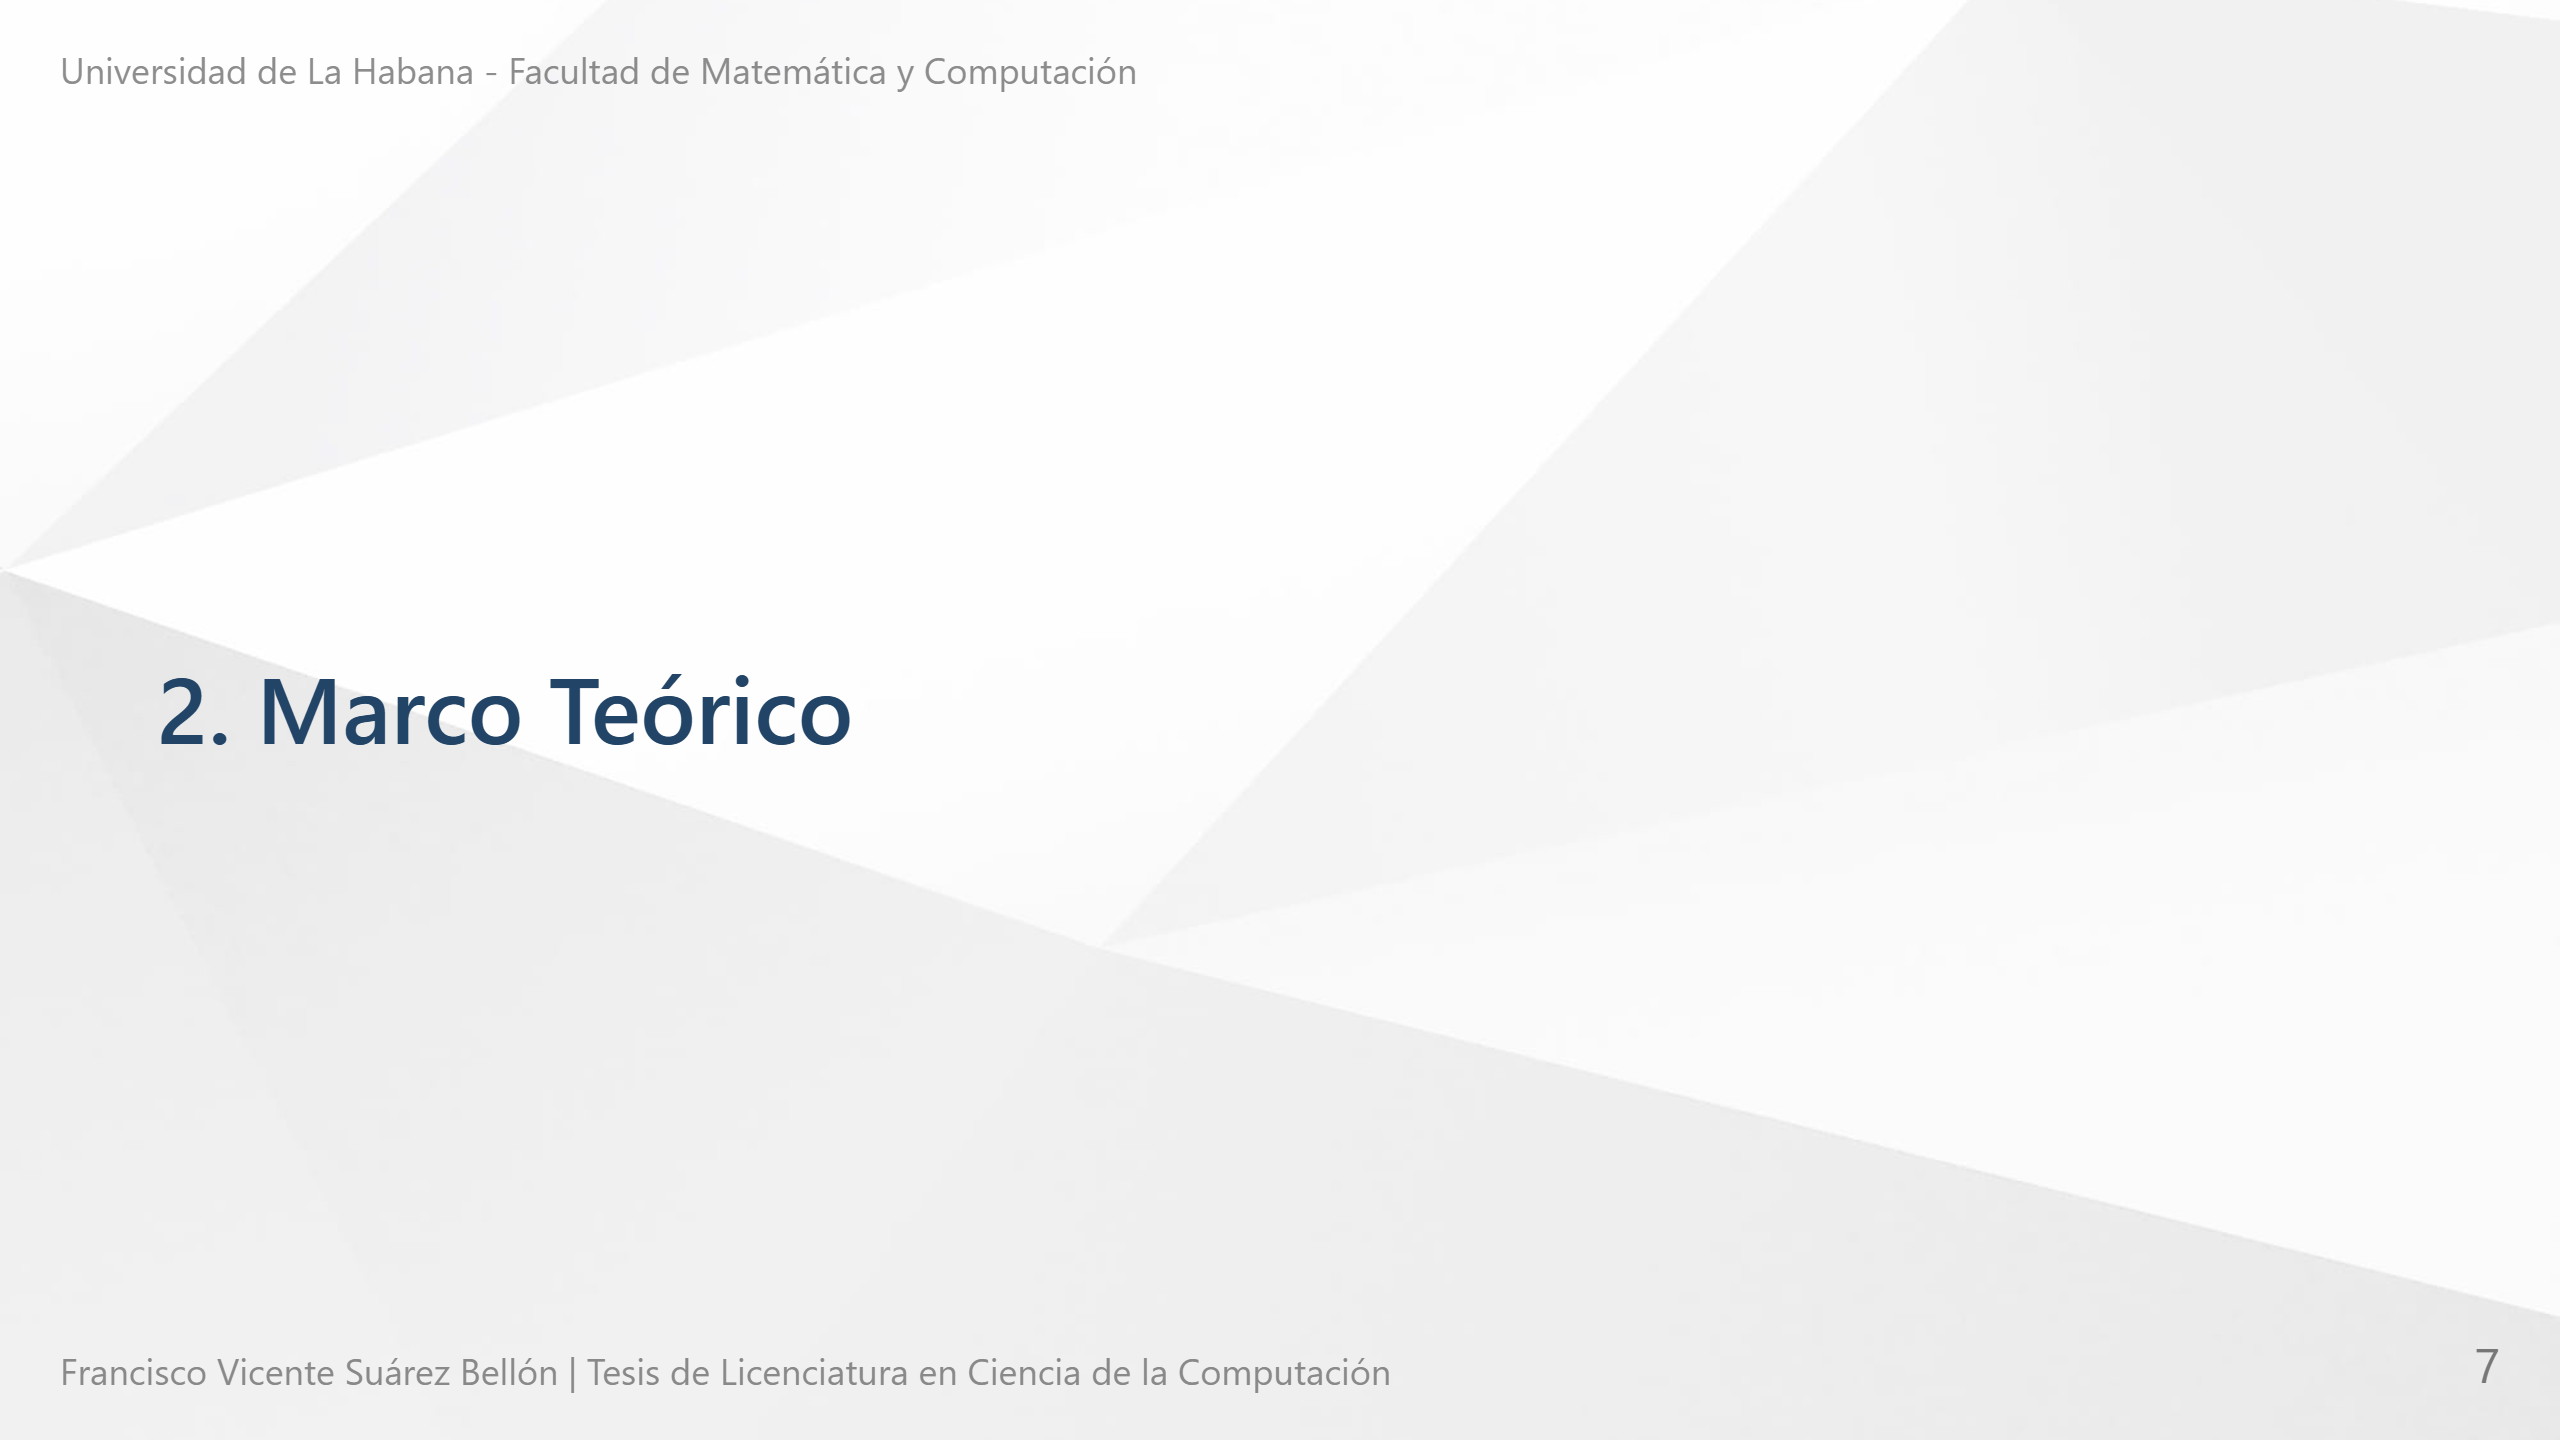 Universidad de La Habana - Facultad de Matemática y Computación
2. Marco Teórico
Francisco Vicente Suárez Bellón | Tesis de Licenciatura en Ciencia de la Computación
7